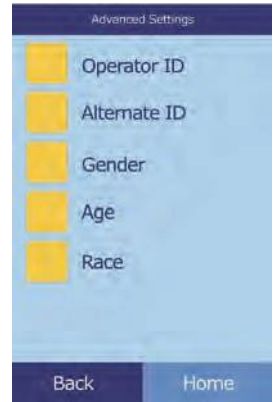 Advanced Settings
Operator ID
Alternate ID
Gender
Age
Race
Back Home